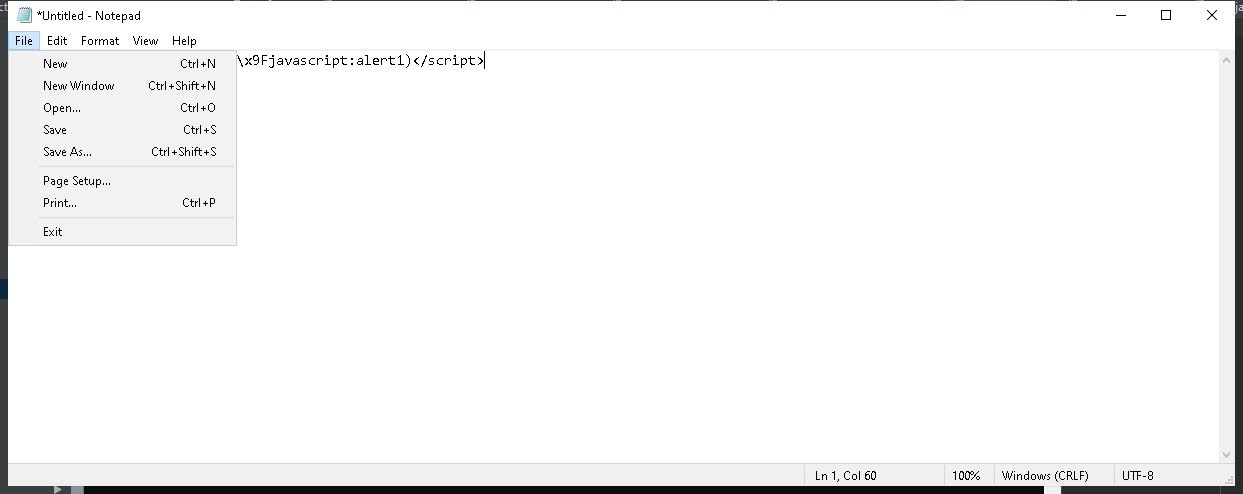 *Untitled - Notepad
File Edit Format View Help
\x9Fjavascript:alert1)</script>
New Ctrl+N
New Window Ctrl+Shift+N
Open... Ctrl+O
Save Ctrl+S
Save As... Ctrl+Shift+S
Page Setup...
Print... Ctrl+P
Exit
Ln 1, Col 60 100% Windows (CRLF) UTF-8